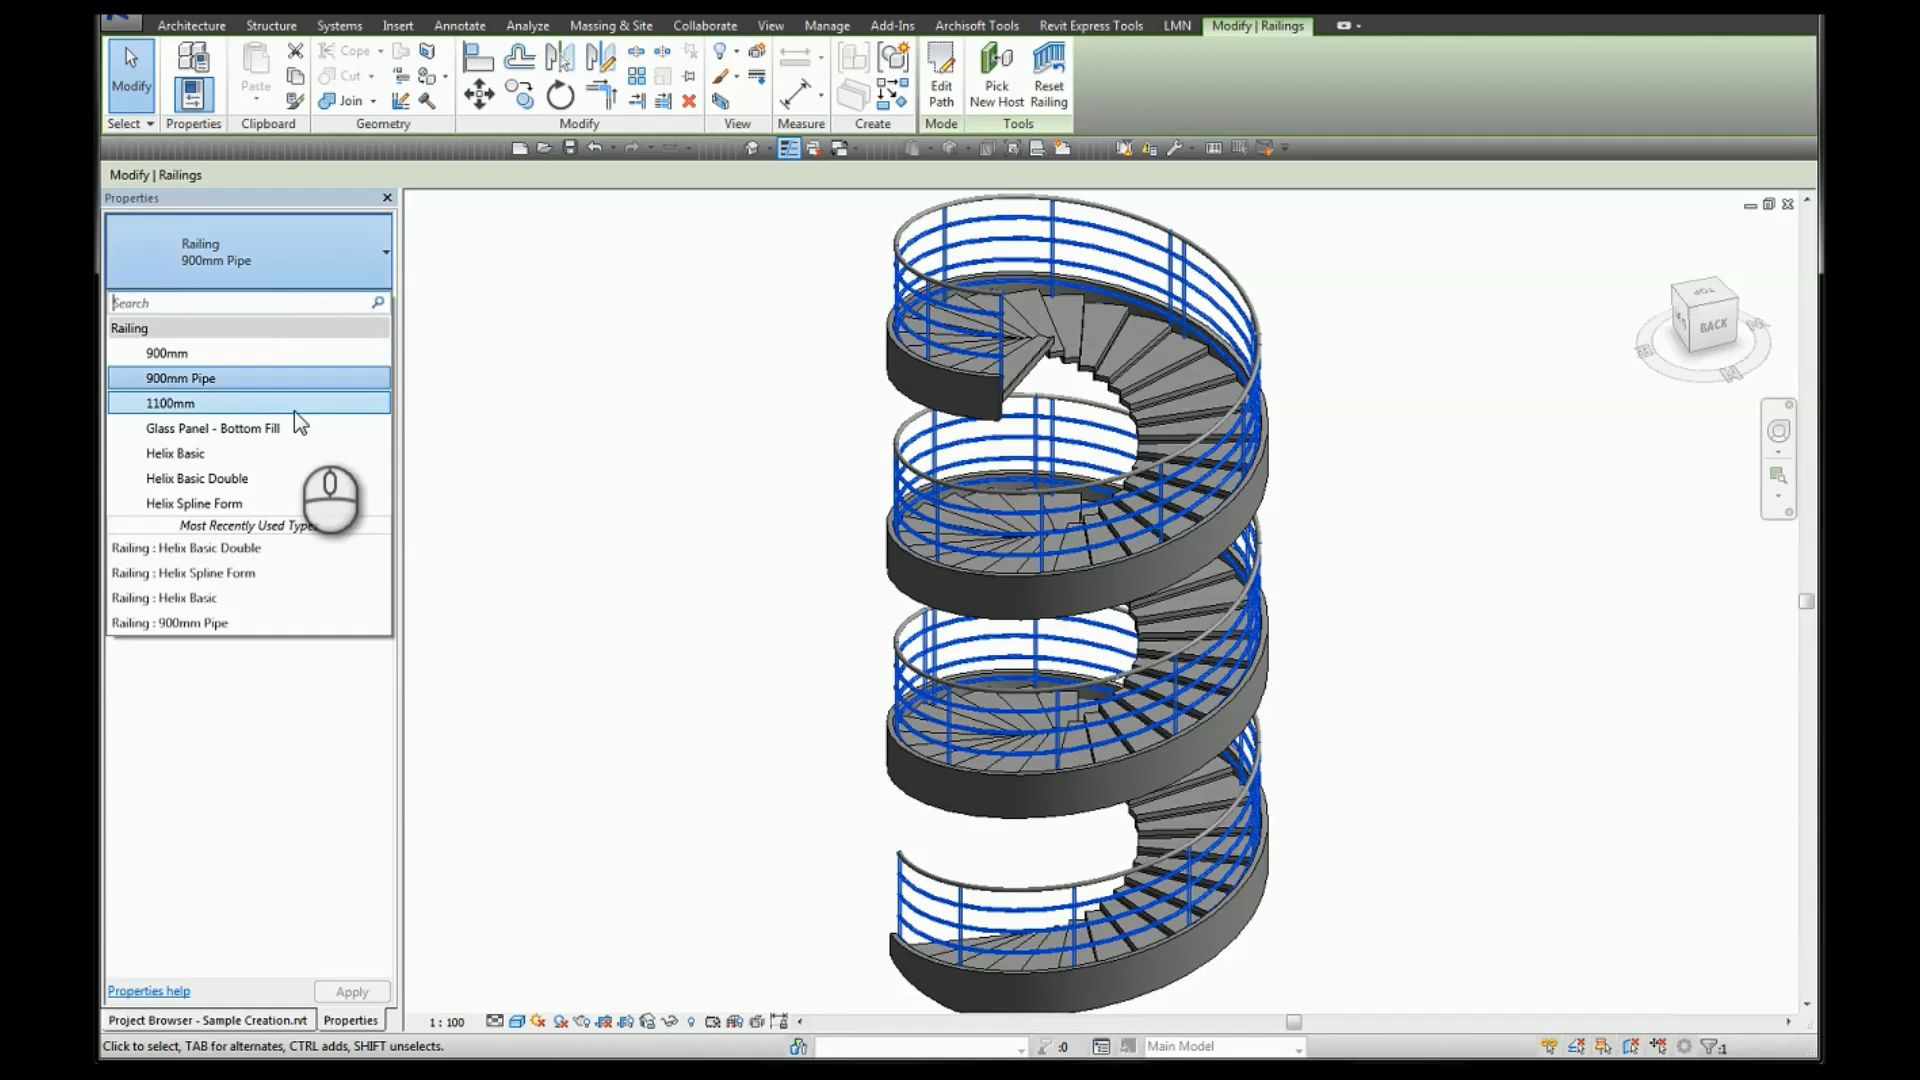 Architecture Structure Systems Insert Annotate Analyze Massing & Site Collaborate View Manage Add-Ins Archisoft Tools Revit Express Tools LMN Modify | Railings
Modify
Cope
Cut
Join
Paste
Edit Path
Pick New Host
Reset Railing
Select Properties Clipboard Geometry Modify View Measure Create Mode Tools
Modify | Railings
Properties
Railing
900mm Pipe
Search
Railing
900mm
900mm Pipe
1100mm
Glass Panel - Bottom Fill
Helix Basic
Helix Basic Double
Helix Spline Form
Most Recently Used Types
Railing : Helix Basic Double
Railing : Helix Spline Form
Railing : Helix Basic
Railing : 900mm Pipe
TOP
BACK
Properties help
Apply
Project Browser - Sample Creation.rvt Properties
1 : 100
Click to select, TAB for alternates, CTRL adds, SHIFT unselects.
:0
Main Model
:1